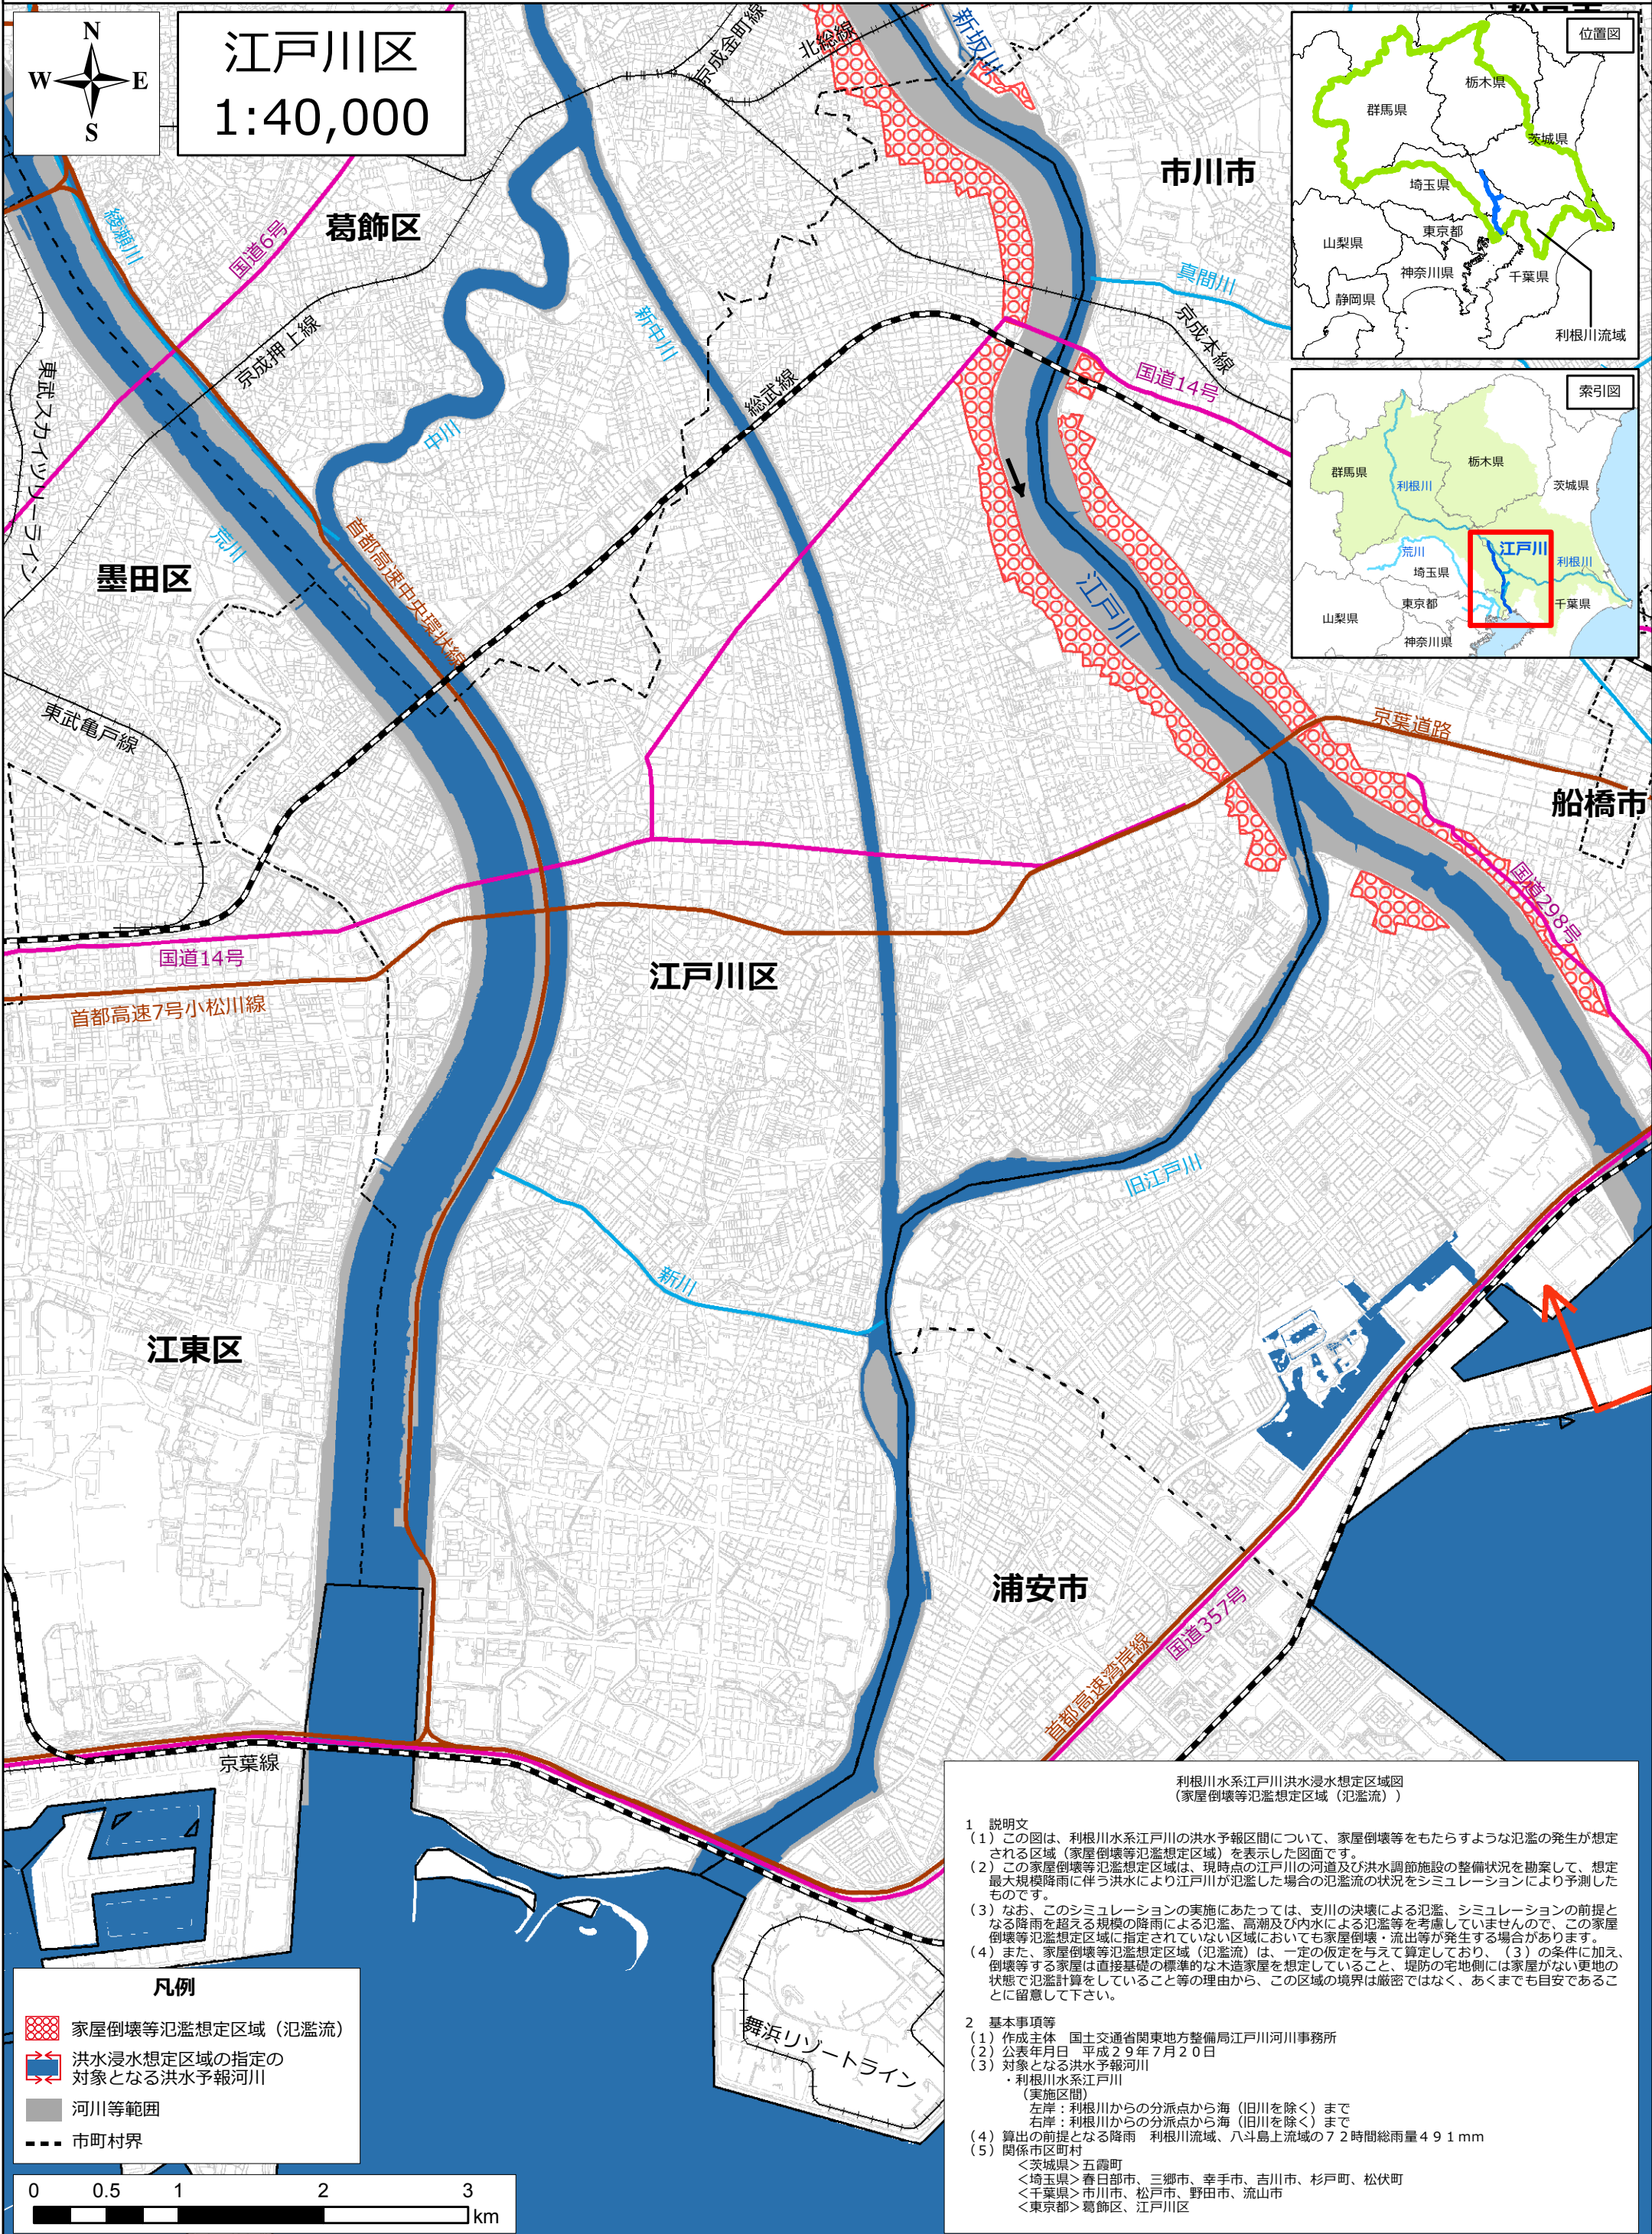 N
W E
S
江戸川区
1:40,000
京成金町線
北総線
新坂川
位置図
栃木県
群馬県
茨城県
埼玉県
東京都
山梨県
神奈川県
千葉県
静岡県
利根川流域
索引図
群馬県
栃木県
利根川
茨城県
荒川
江戸川
利根川
埼玉県
東京都
千葉県
山梨県
神奈川県
市川市
葛飾区
綾瀬川
国道6号
真間川
京成本線
新中川
京成押上線
東武スカイツリーライン
総武線
国道14号
中川
荒川
首都高速中央環状線
墨田区
江戸川
東武亀戸線
京葉道路
船橋市
国道298号
国道14号
江戸川区
首都高速7号小松川線
旧江戸川
新川
江東区
浦安市
国道357号
首都高速湾岸線
京葉線
舞浜リゾートライン
凡例
家屋倒壊等氾濫想定区域（氾濫流）
洪水浸水想定区域の指定の
対象となる洪水予報河川
河川等範囲
市町村界
0 0.5 1 2 3
km
利根川水系江戸川洪水浸水想定区域図
（家屋倒壊等氾濫想定区域（氾濫流））
1 説明文
（1）この図は、利根川水系江戸川の洪水予報区間について、家屋倒壊等をもたらすような氾濫の発生が想定
される区域（家屋倒壊等氾濫想定区域）を表示した図面です。
（2）この家屋倒壊等氾濫想定区域は、現時点の江戸川の河道及び洪水調節施設の整備状況を勘案して、想定
最大規模降雨に伴う洪水により江戸川が氾濫した場合の氾濫流の状況をシミュレーションにより予測した
ものです。
（3）なお、このシミュレーションの実施にあたっては、支川の決壊による氾濫、シミュレーションの前提と
なる降雨を超える規模の降雨による氾濫、高潮及び内水による氾濫等を考慮していませんので、この家屋
倒壊等氾濫想定区域に指定されていない区域においても家屋倒壊・流出等が発生する場合があります。
（4）また、家屋倒壊等氾濫想定区域（氾濫流）は、一定の仮定を与えて算定しており、（3）の条件に加え、
倒壊等する家屋は直接基礎の標準的な木造家屋を想定していること、堤防の宅地側には家屋がない更地の
状態で氾濫計算をしていること等の理由から、この区域の境界は厳密ではなく、あくまでも目安であるこ
とに留意して下さい。
2 基本事項等
（1）作成主体 国土交通省関東地方整備局江戸川河川事務所
（2）公表年月日 平成２９年７月２０日
（3）対象となる洪水予報河川
・利根川水系江戸川
（実施区間）
左岸：利根川からの分派点から海（旧川を除く）まで
右岸：利根川からの分派点から海（旧川を除く）まで
（4）算出の前提となる降雨 利根川流域、八斗島上流域の７２時間総雨量４９１mm
（5）関係市区町村
＜茨城県＞五霞町
＜埼玉県＞春日部市、三郷市、幸手市、吉川市、杉戸町、松伏町
＜千葉県＞市川市、松戸市、野田市、流山市
＜東京都＞葛飾区、江戸川区